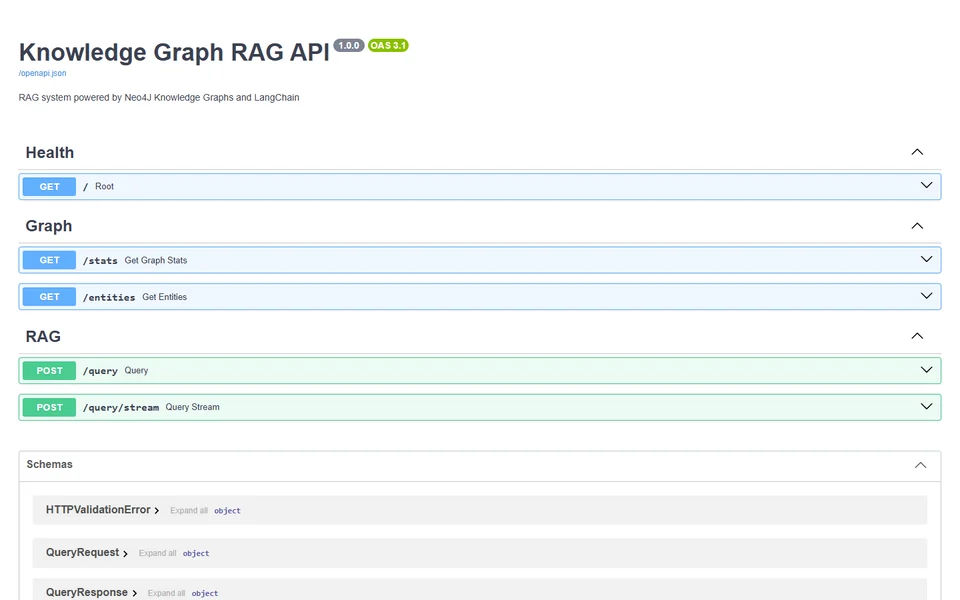 Knowledge Graph RAG API 1.0.0 OAS 3.1
/openapi.json
RAG system powered by Neo4J Knowledge Graphs and LangChain
Health
GET / Root
Graph
GET /stats Get Graph Stats
GET /entities Get Entities
RAG
POST /query Query
POST /query/stream Query Stream
Schemas
HTTPValidationError Expand all object
QueryRequest Expand all object
QueryResponse Expand all object